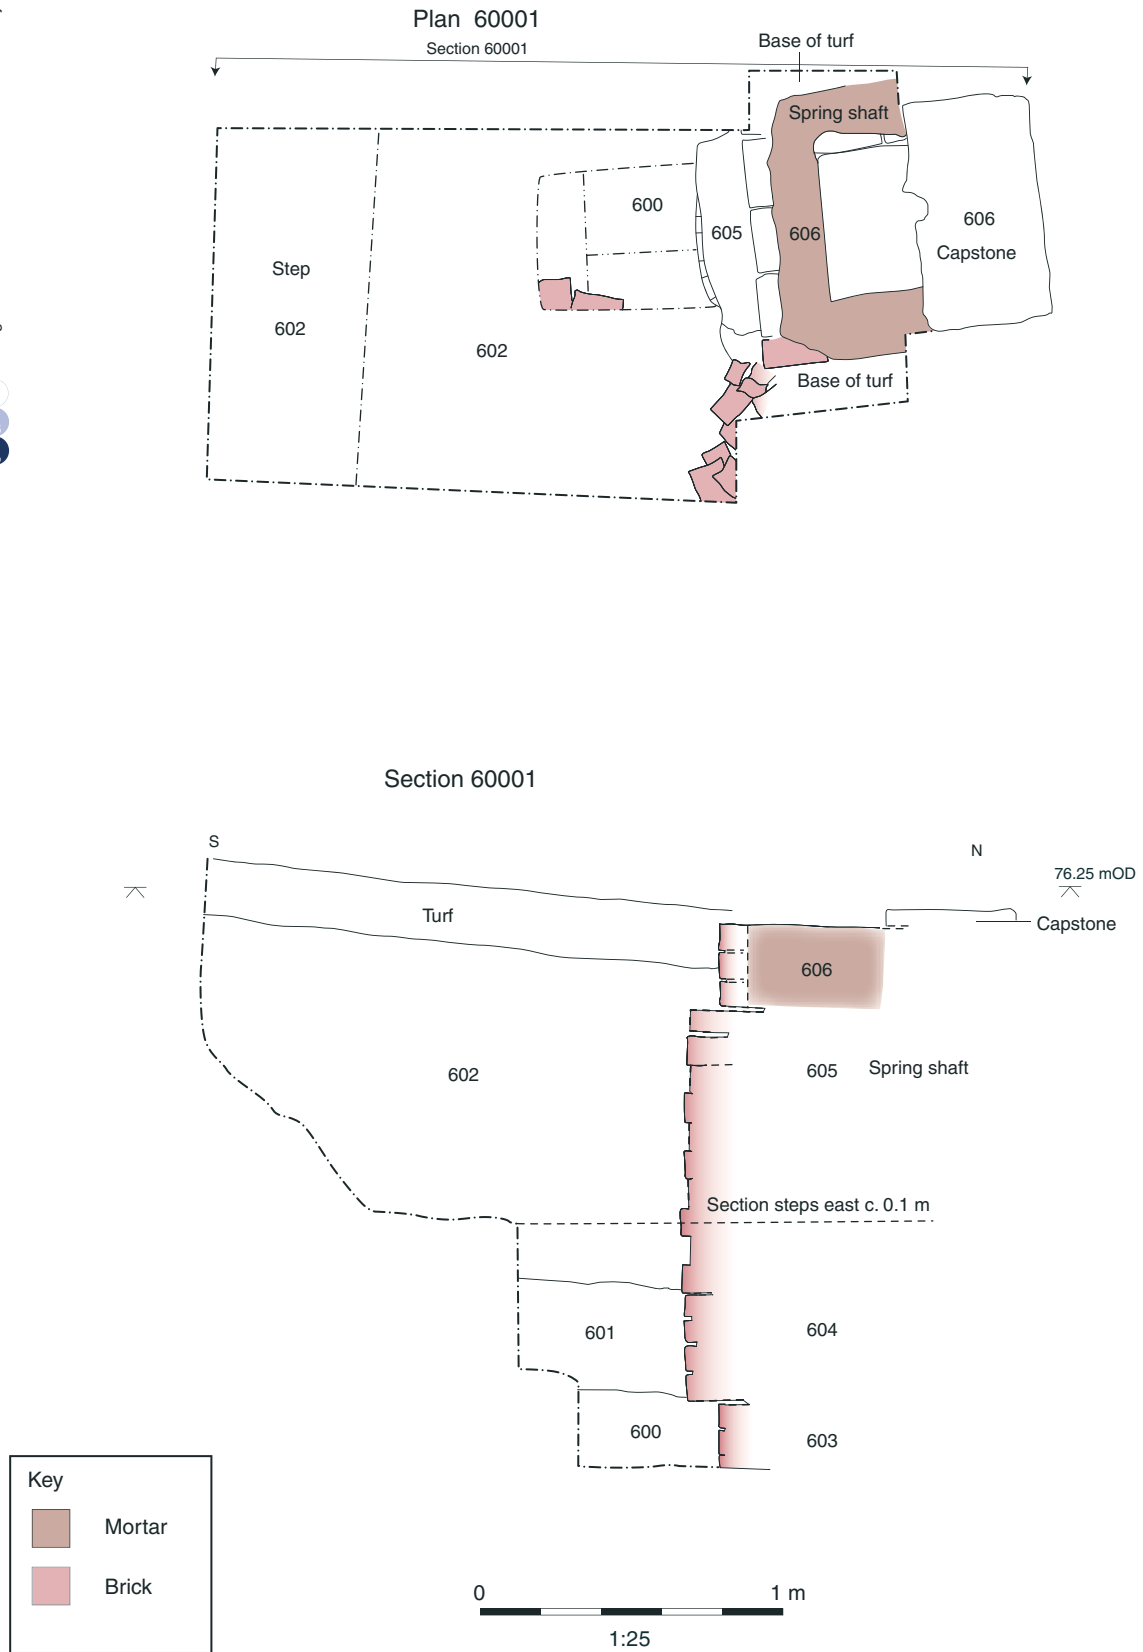 Plan 60001
Section 60001
Base of turf
Spring shaft
600
605
606
606
Capstone
Step
602
602
Base of turf
Section 60001
S
N
76.25 mOD
Turf
Capstone
606
602
605
Spring shaft
Section steps east c. 0.1 m
601
604
600
603
Key
Mortar
Brick
0
1 m
1:25